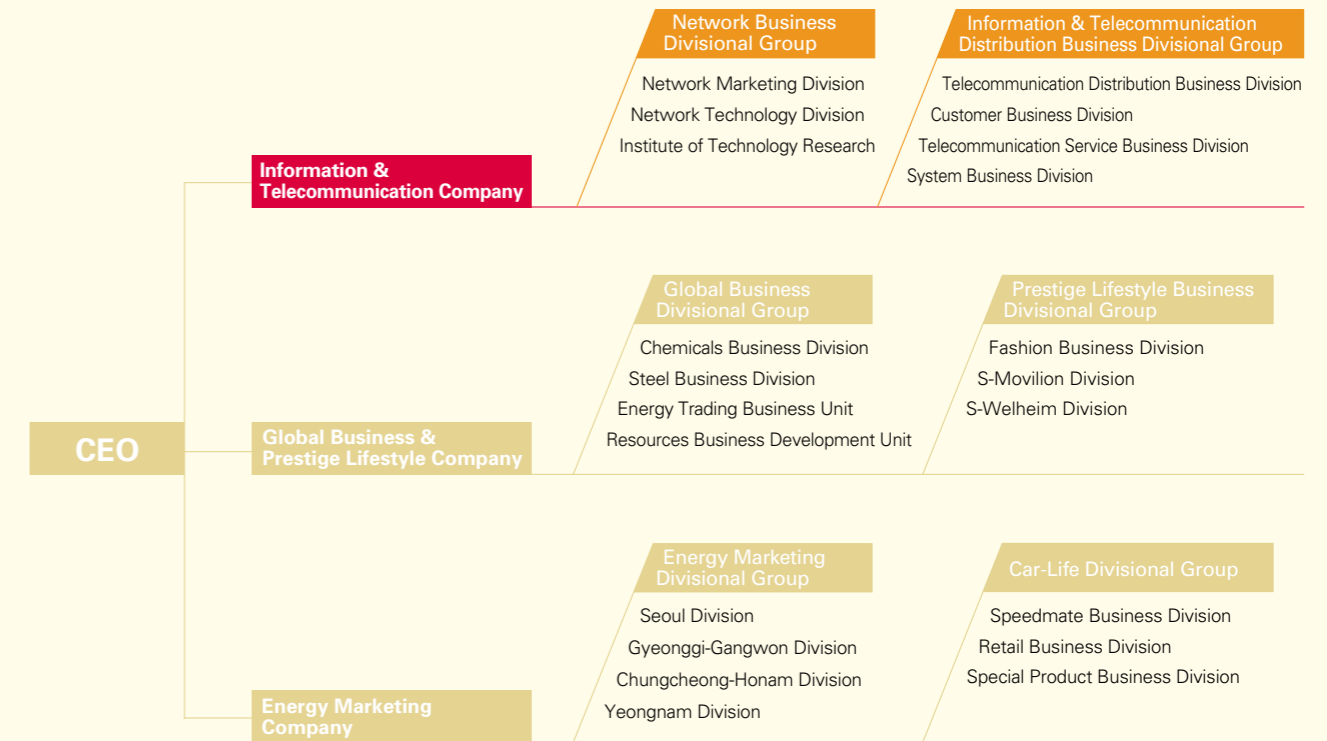 CEO
Information &
Telecommunication Company
Network Business
Divisional Group
Network Marketing Division
Network Technology Division
Institute of Technology Research
Information & Telecommunication
Distribution Business Divisional Group
Telecommunication Distribution Business Division
Customer Business Division
Telecommunication Service Business Division
System Business Division
Global Business &
Prestige Lifestyle Company
Global Business
Divisional Group
Chemicals Business Division
Steel Business Division
Energy Trading Business Unit
Resources Business Development Unit
Prestige Lifestyle Business
Divisional Group
Fashion Business Division
S-Movilion Division
S-Welheim Division
Energy Marketing
Company
Energy Marketing
Divisional Group
Seoul Division
Gyeonggi-Gangwon Division
Chungcheong-Honam Division
Yeongnam Division
Car-Life Divisional Group
Speedmate Business Division
Retail Business Division
Special Product Business Division